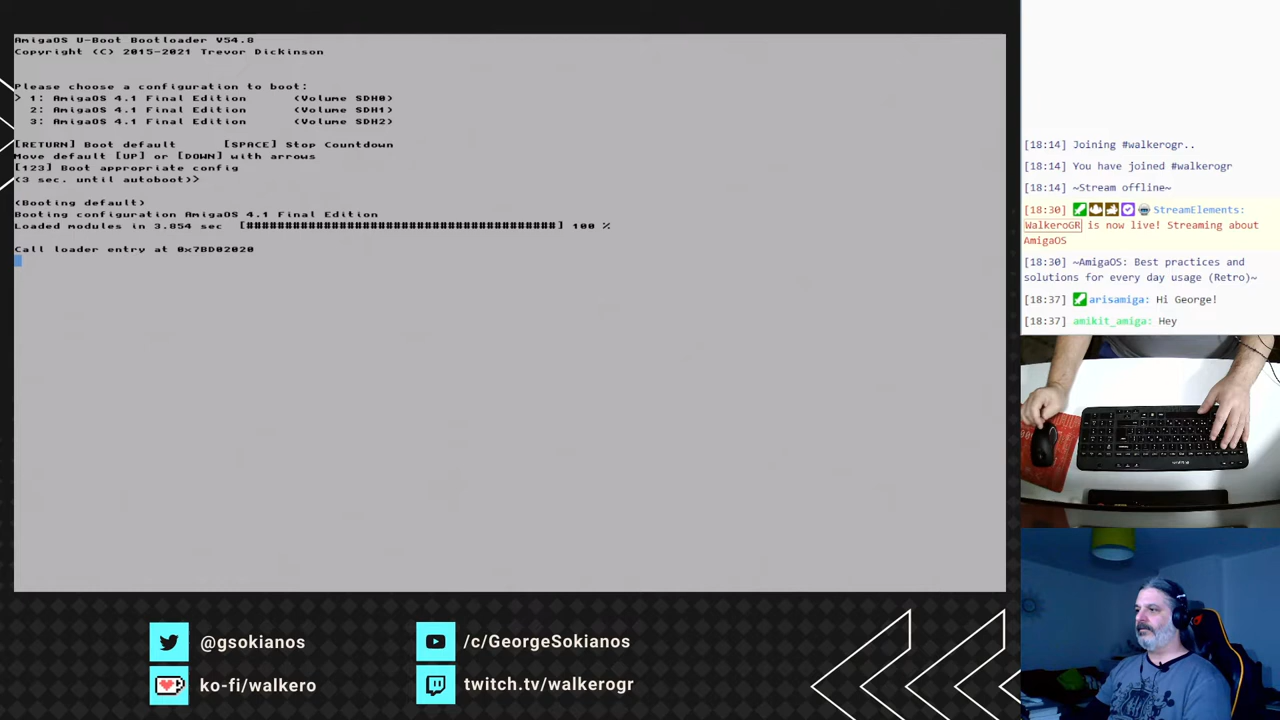 AmigaOS U-Boot Bootloader V54.8
Copyright (C) 2015-2021 Trevor Dickinson
Please choose a configuration to boot:
> 1: AmigaOS 4.1 Final Edition (Volume SDH0)
2: AmigaOS 4.1 Final Edition (Volume SDH1)
3: AmigaOS 4.1 Final Edition (Volume SDH2)
[RETURN] Boot default [SPACE] Stop Countdown
Move default [UP] or [DOWN] with arrows
[123] Boot appropriate config
(3 sec. until autoboot)>
(Booting default)
Booting configuration AmigaOS 4.1 Final Edition
Loaded modules in 3.854 sec [########################################] 100 %
Call loader entry at 0x7BD02020
[18:14] Joining #walkerogr..
[18:14] You have joined #walkerogr
[18:14] ~Stream offline~
[18:30] StreamElements:
WalkeroGR is now live! Streaming about
AmigaOS
[18:30] ~AmigaOS: Best practices and
solutions for every day usage (Retro)~
[18:37] arisamiga: Hi George!
[18:37] amikit_amiga: Hey
@gsokianos
/c/GeorgeSokianos
ko-fi/walkero
twitch.tv/walkerogr